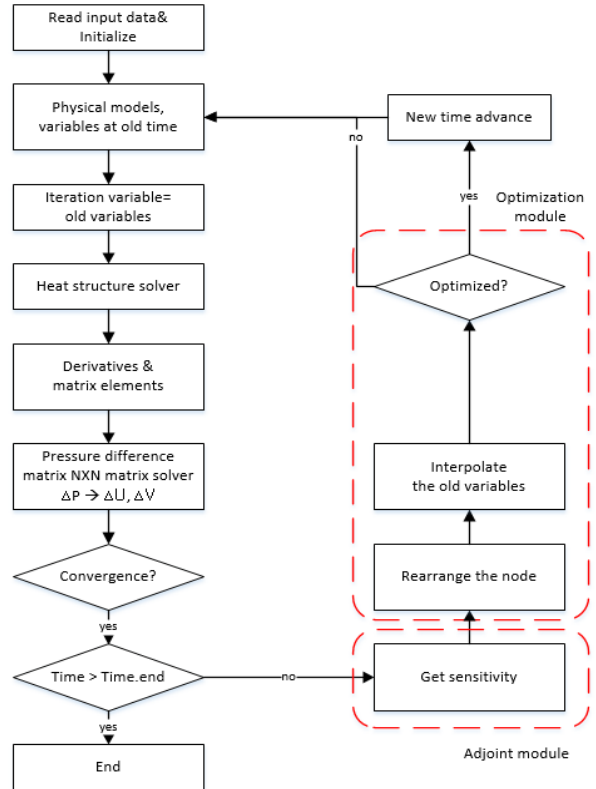 Read input data&
Initialize
Physical models,
variables at old time
Iteration variable=
old variables
Heat structure solver
Derivatives &
matrix elements
Pressure difference
matrix NXN matrix solver
ΔP → ΔU, ΔV
Convergence?
yes
Time > Time.end
no
yes
End
New time advance
no
yes
Optimization
module
Optimized?
Interpolate
the old variables
Rearrange the node
Get sensitivity
Adjoint module